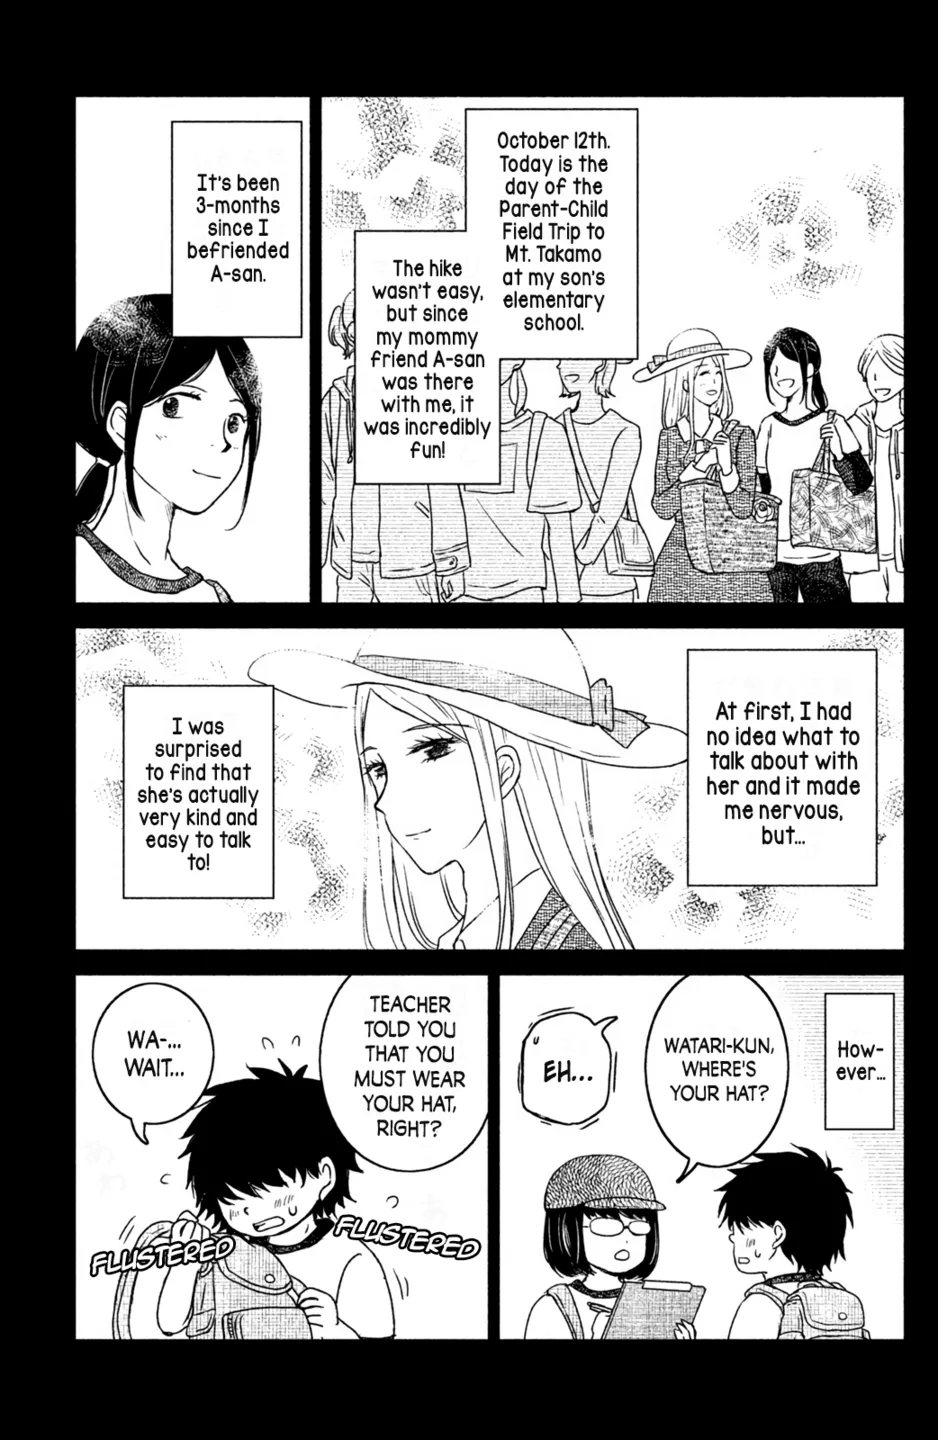 October 12th.
Today is the
day of the
Parent-Child
Field Trip to
Mt. Takamo
at my son's
elementary
school.
The hike
wasn't easy,
but since
my mommy
friend A-san
was there
with me, it
was incredibly
fun!
It's been
3-months
since I
befriended
A-san.
At first, I had
no idea what to
talk about with
her and it made
me nervous,
but...
I was
surprised
to find that
she's actually
very kind and
easy to talk
to!
How-
ever...
WATARI-KUN,
WHERE'S
YOUR HAT?
EH...
TEACHER
TOLD YOU
THAT YOU
MUST WEAR
YOUR HAT,
RIGHT?
WA-...
WAIT...
FLUSTERED
FLUSTERED